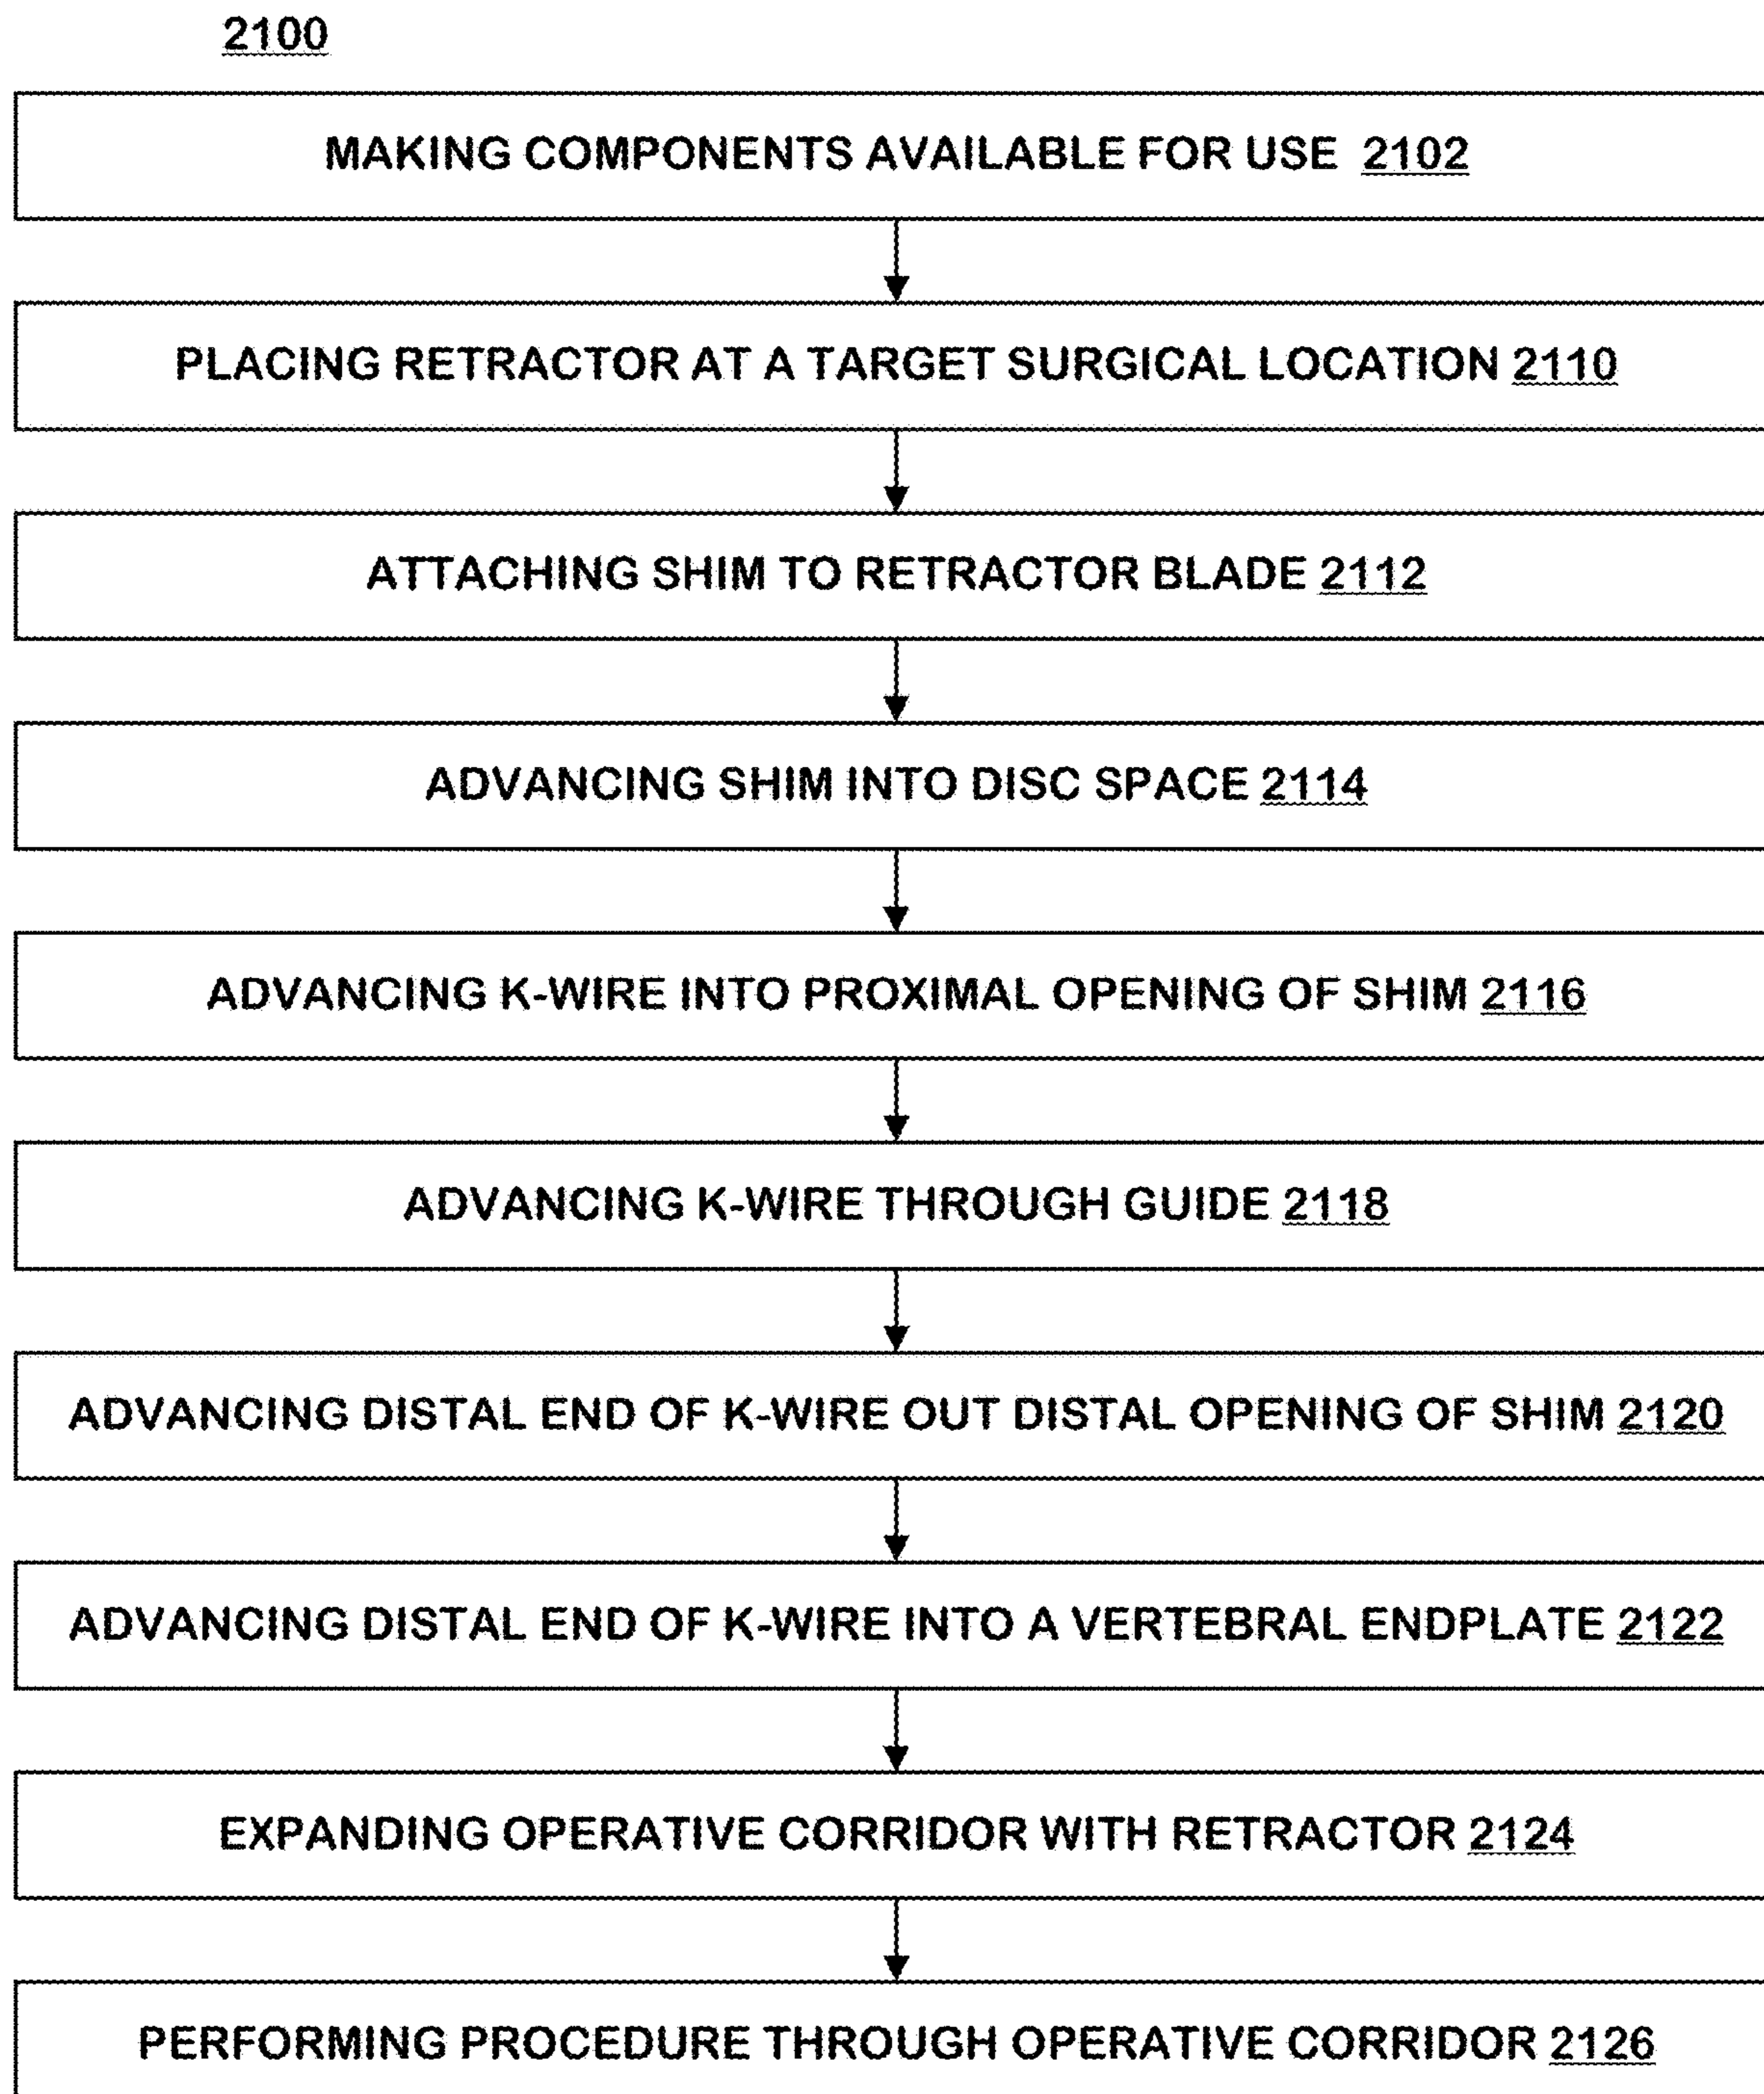 2100
MAKING COMPONENTS AVAILABLE FOR USE 2102
PLACING RETRACTOR AT A TARGET SURGICAL LOCATION 2110
ATTACHING SHIM TO RETRACTOR BLADE 2112
ADVANCING SHIM INTO DISC SPACE 2114
ADVANCING K-WIRE INTO PROXIMAL OPENING OF SHIM 2116
ADVANCING K-WIRE THROUGH GUIDE 2118
ADVANCING DISTAL END OF K-WIRE OUT DISTAL OPENING OF SHIM 2120
ADVANCING DISTAL END OF K-WIRE INTO A VERTEBRAL ENDPLATE 2122
EXPANDING OPERATIVE CORRIDOR WITH RETRACTOR 2124
PERFORMING PROCEDURE THROUGH OPERATIVE CORRIDOR 2126